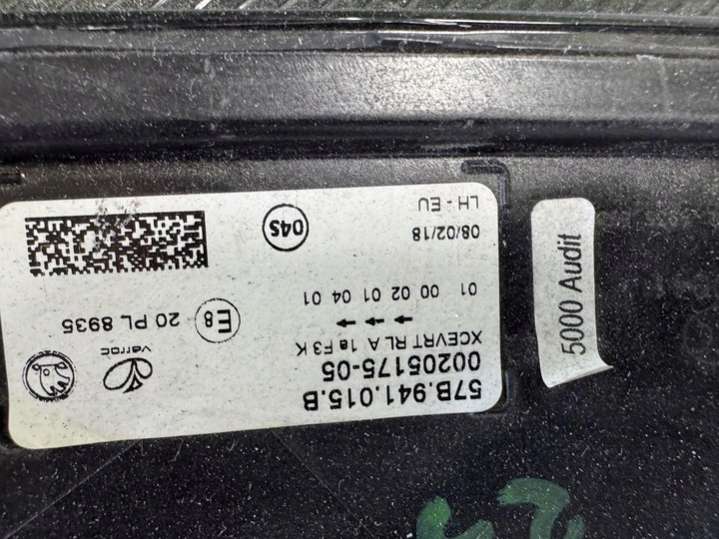 57B.941.015.B
00205175-05
XCEVRT RL A 1a F3 K
varroc
01 00 02 01 04 01
E8
20 PL 8935
08/02/18
D4S
LH - EU
5000 Audit